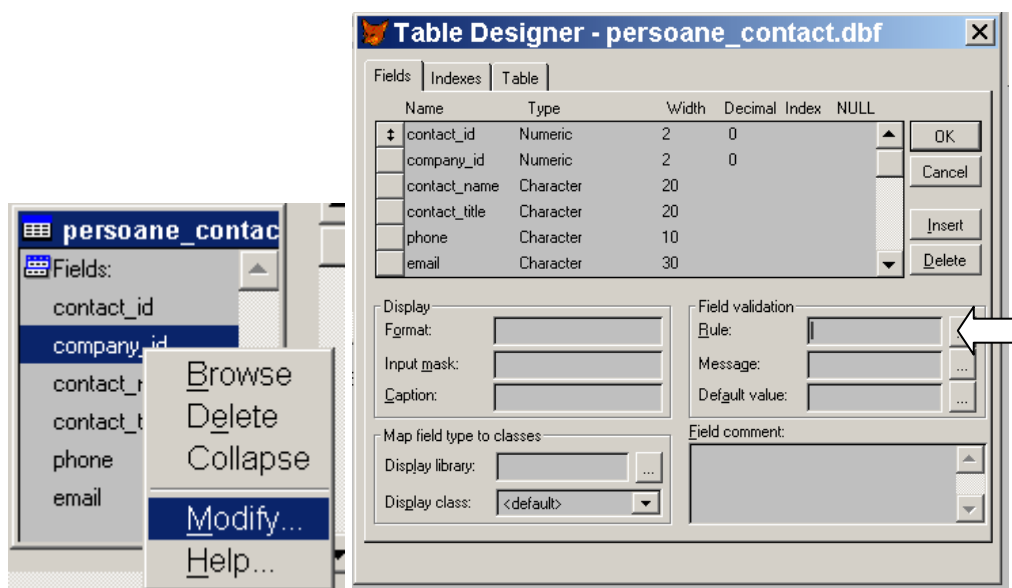 persoane_contac
Fields:
contact_id
company_id
contact_
contact_t
phone
email
Browse
Delete
Collapse
Modify...
Help...
Table Designer - persoane_contact.dbf
Fields Indexes Table
Name Type Width Decimal Index NULL
contact_id Numeric 2 0
company_id Numeric 2 0
contact_name Character 20
contact_title Character 20
phone Character 10
email Character 30
OK
Cancel
Insert
Delete
Display
Format:
Input mask:
Caption:
Field validation
Rule:
Message: ...
Default value: ...
Map field type to classes
Display library: ...
Display class: <default>
Field comment: